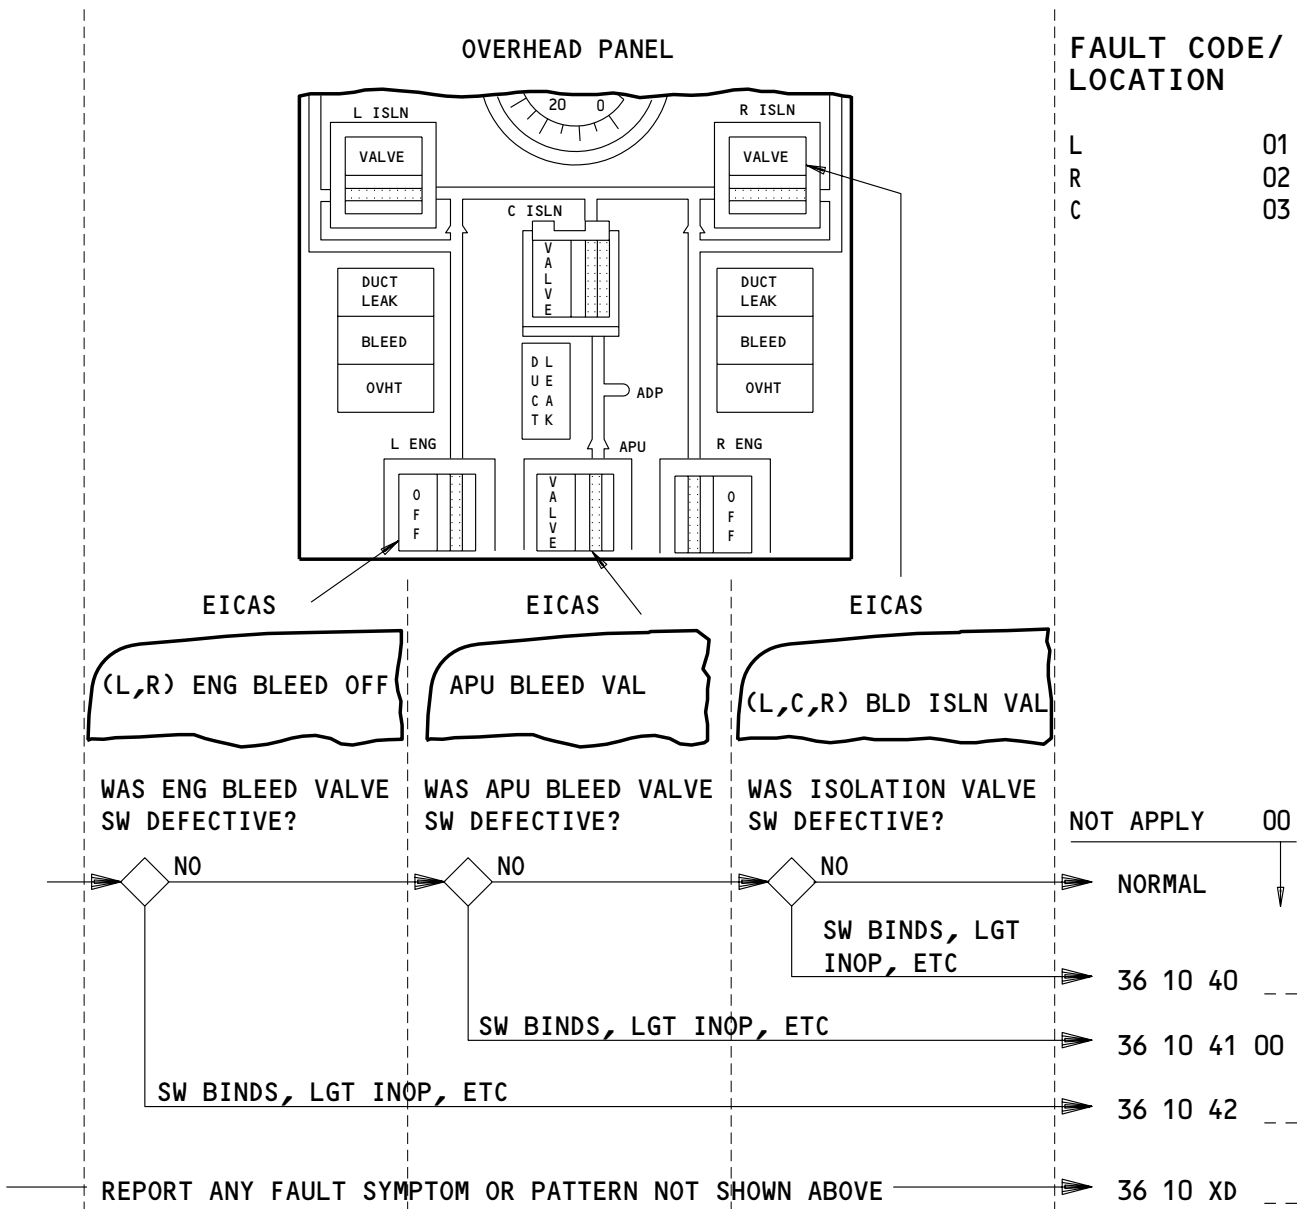 OVERHEAD PANEL
FAULT CODE/
LOCATION
L 01
R 02
C 03
20 0
L ISLN
R ISLN
VALVE
VALVE
C ISLN
VALVE
DUCT
LEAK
BLEED
OVHT
DUCT
LEAK
DUCT
LEAK
BLEED
OVHT
ADP
L ENG
APU
R ENG
OFF
VALVE
OFF
EICAS
EICAS
EICAS
(L,R) ENG BLEED OFF
APU BLEED VAL
(L,C,R) BLD ISLN VAL
WAS ENG BLEED VALVE
SW DEFECTIVE?
WAS APU BLEED VALVE
SW DEFECTIVE?
WAS ISOLATION VALVE
SW DEFECTIVE?
NOT APPLY 00
NO
NO
NO
NORMAL
SW BINDS, LGT
INOP, ETC
36 10 40 _ _
SW BINDS, LGT INOP, ETC
36 10 41 00
SW BINDS, LGT INOP, ETC
36 10 42 _ _
REPORT ANY FAULT SYMPTOM OR PATTERN NOT SHOWN ABOVE
36 10 XD _ _